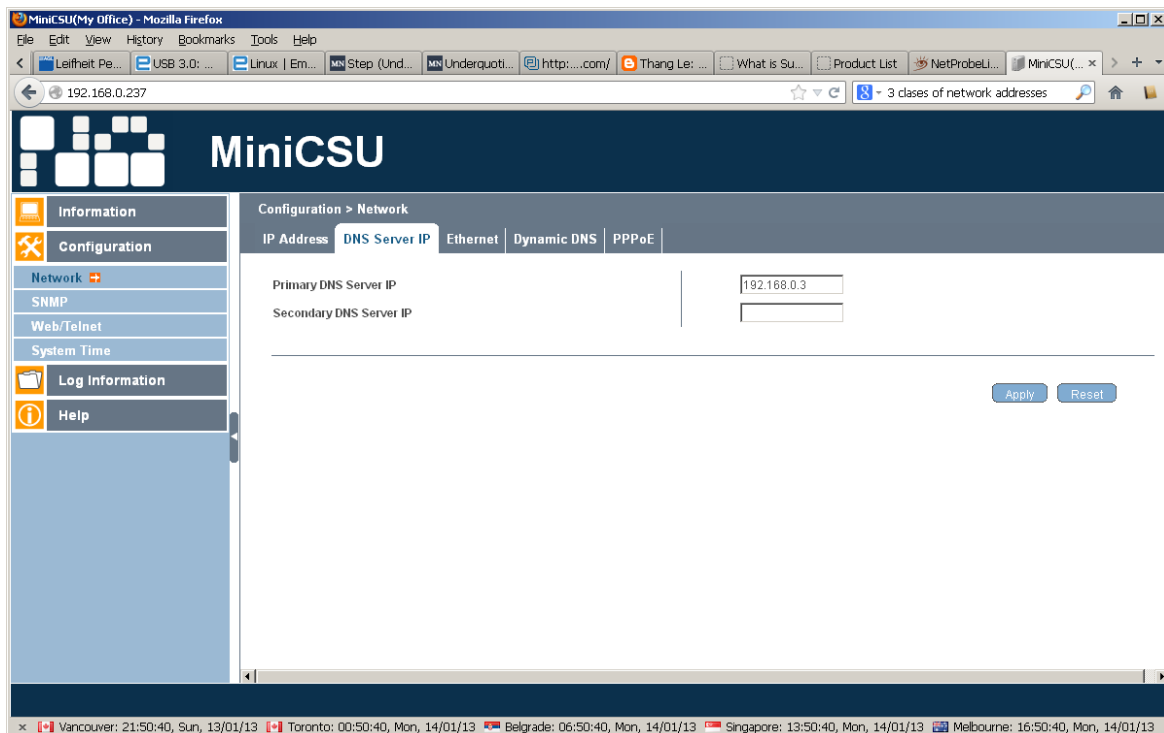 MiniCSU(My Office) - Mozilla Firefox
File Edit View History Bookmarks Tools Help
Leifheit Pe... USB 3.0: ... Linux | Em... Step (Und... Underquoti... http:....com/ Thang Le: ... What is Su... Product List NetProbeLi... MiniCSU(...
192.168.0.237 3 clases of network addresses
MiniCSU
Information
Configuration
Network
SNMP
Web/Telnet
System Time
Log Information
Help
Configuration > Network
IP Address DNS Server IP Ethernet Dynamic DNS PPPoE
Primary DNS Server IP 192.168.0.3
Secondary DNS Server IP
Apply Reset
x Vancouver: 21:50:40, Sun, 13/01/13 Toronto: 00:50:40, Mon, 14/01/13 Belgrade: 06:50:40, Mon, 14/01/13 Singapore: 13:50:40, Mon, 14/01/13 Melbourne: 16:50:40, Mon, 14/01/13